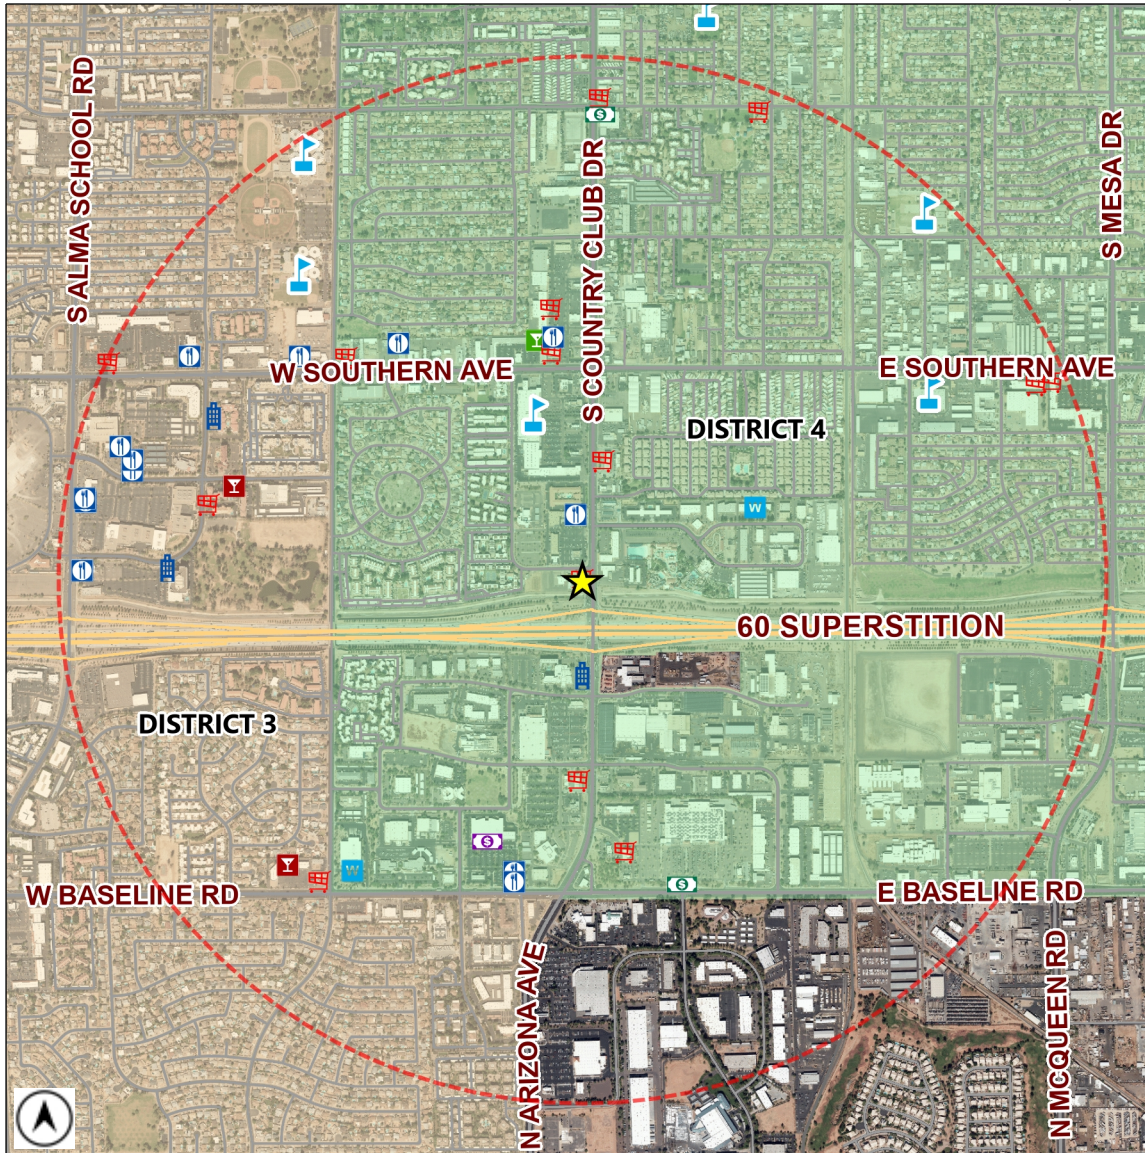 S ALMA SCHOOL RD
S COUNTRY CLUB DR
S MESA DR
W SOUTHERN AVE
E SOUTHERN AVE
DISTRICT 4
W
60 SUPERSTITION
DISTRICT 3
W
W BASELINE RD
E BASELINE RD
N ARIZONA AVE
N MCQUEEN RD